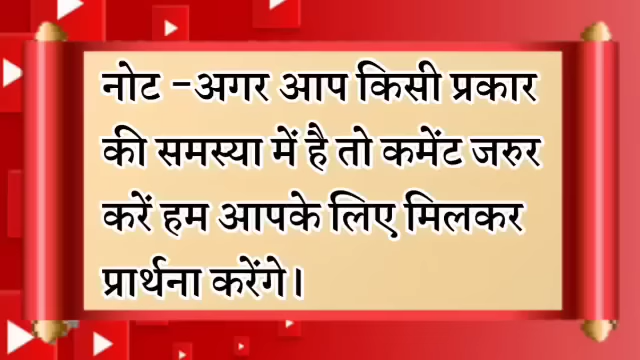 नोट -अगर आप किसी प्रकार
की समस्या में है तो कमेंट जरुर
करें हम आपके लिए मिलकर
प्रार्थना करेंगे।